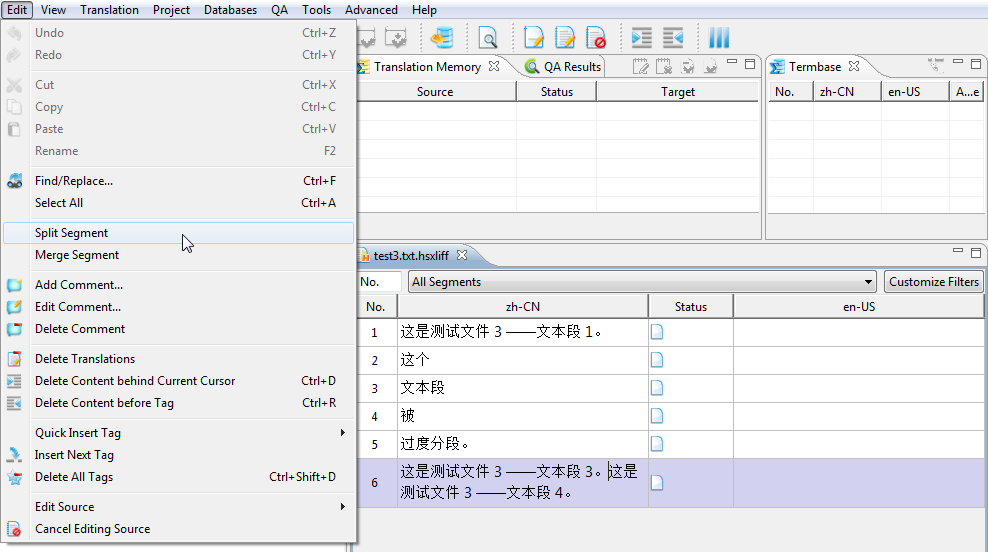 Edit View Translation Project Databases QA Tools Advanced Help
Undo Ctrl+Z
Redo Ctrl+Y
Cut Ctrl+X
Copy Ctrl+C
Paste Ctrl+V
Rename F2
Find/Replace... Ctrl+F
Select All Ctrl+A
Split Segment
Merge Segment
Add Comment...
Edit Comment...
Delete Comment
Delete Translations
Delete Content behind Current Cursor Ctrl+D
Delete Content before Tag Ctrl+R
Quick Insert Tag
Insert Next Tag
Delete All Tags Ctrl+Shift+D
Edit Source
Cancel Editing Source
Translation Memory QA Results
Source Status Target
Termbase
No. zh-CN en-US A...e
test3.txt.hsxliff
No. All Segments Customize Filters
No. zh-CN Status en-US
1 这是测试文件 3 ——文本段 1。
2 这个
3 文本段
4 被
5 过度分段。
6 这是测试文件 3 ——文本段 3。这是
测试文件 3 ——文本段 4。